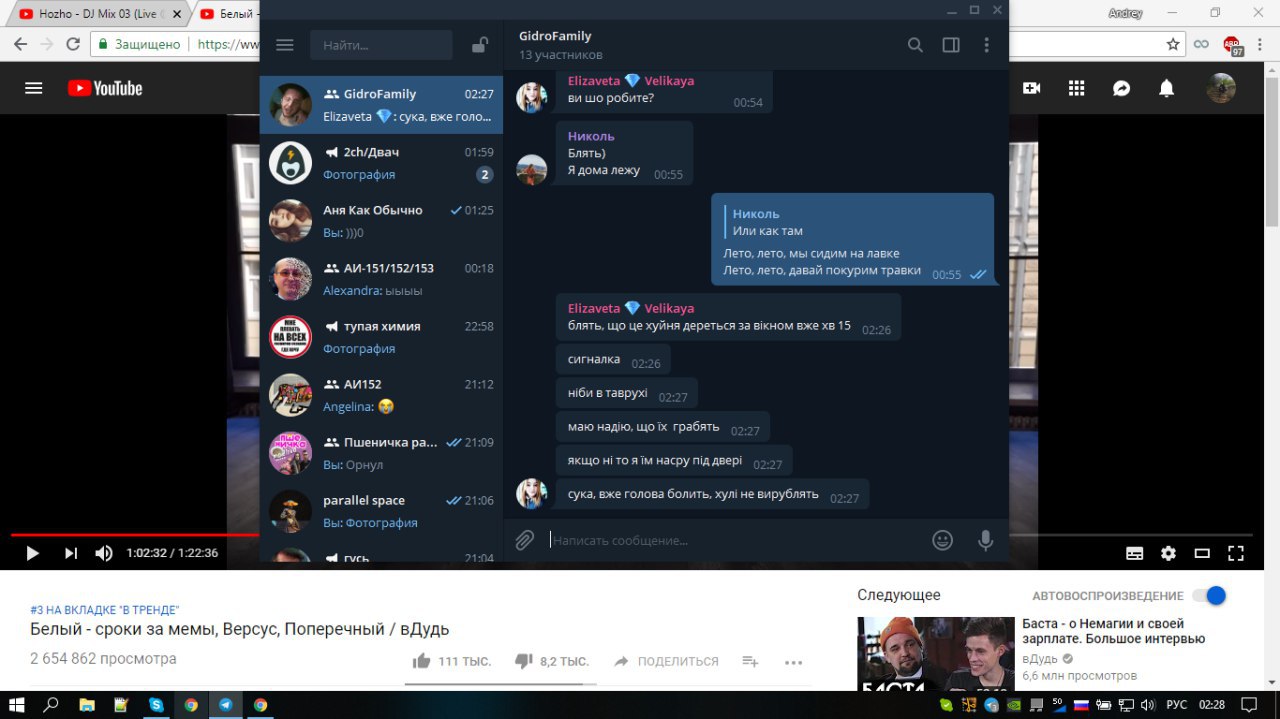 Hozho - DJ Mix 03 (Live
Белый -
Andrey
Защищено
https://ww
ABP
97
YouTube
Найти...
GidroFamily
02:27
Elizaveta 💎: сука, вже голо...
2ch/Двач
01:59
Фотография
2
Аня Как Обычно
01:25
Вы: )))0
АИ-151/152/153
00:18
Alexandra: ыыыы
тупая химия
22:58
Фотография
МНЕ
ПЛЕВАТЬ
НА ВСЕХ
АИ152
21:12
Angelina: 😭
Пшеничка ра...
21:09
Вы: Орнул
parallel space
21:06
Вы: Фотография
гусь
21:04
GidroFamily
13 участников
Elizaveta 💎 Velikaya
ви шо робите?
00:54
Николь
Блять)
Я дома лежу
00:55
Николь
Или как там
Лето, лето, мы сидим на лавке
Лето, лето, давай покурим травки
00:55
Elizaveta 💎 Velikaya
блять, що це хуйня дереться за вікном вже хв 15
02:26
сигналка
02:26
ніби в таврухі
02:27
маю надію, що їх грабять
02:27
якщо ні то я їм насру під двері
02:27
сука, вже голова болить, хулі не вирублять
02:27
Написать сообщение...
1:02:32 / 1:22:36
#3 НА ВКЛАДКЕ "В ТРЕНДЕ"
Белый - сроки за мемы, Версус, Поперечный / вДудь
2 654 862 просмотра
111 ТЫС.
8,2 ТЫС.
ПОДЕЛИТЬСЯ
Следующее
АВТОВОСПРОИЗВЕДЕНИЕ
Баста - о Немагии и своей
зарплате. Большое интервью
вДудь
6,6 млн просмотров
БАСТА
50
РУС
02:28